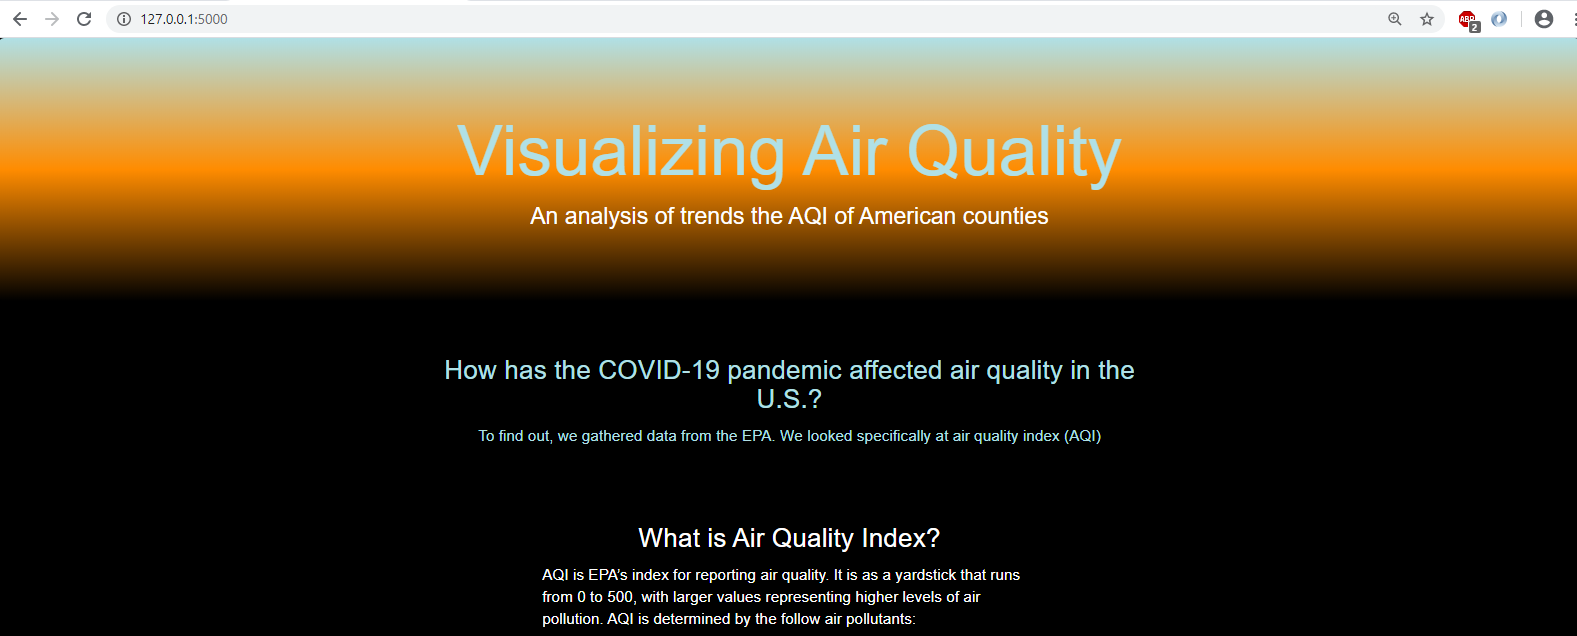 127.0.0.1:5000
ABP
2
Visualizing Air Quality
An analysis of trends the AQI of American counties
How has the COVID-19 pandemic affected air quality in the
U.S.?
To find out, we gathered data from the EPA. We looked specifically at air quality index (AQI)
What is Air Quality Index?
AQI is EPA's index for reporting air quality. It is as a yardstick that runs
from 0 to 500, with larger values representing higher levels of air
pollution. AQI is determined by the follow air pollutants: